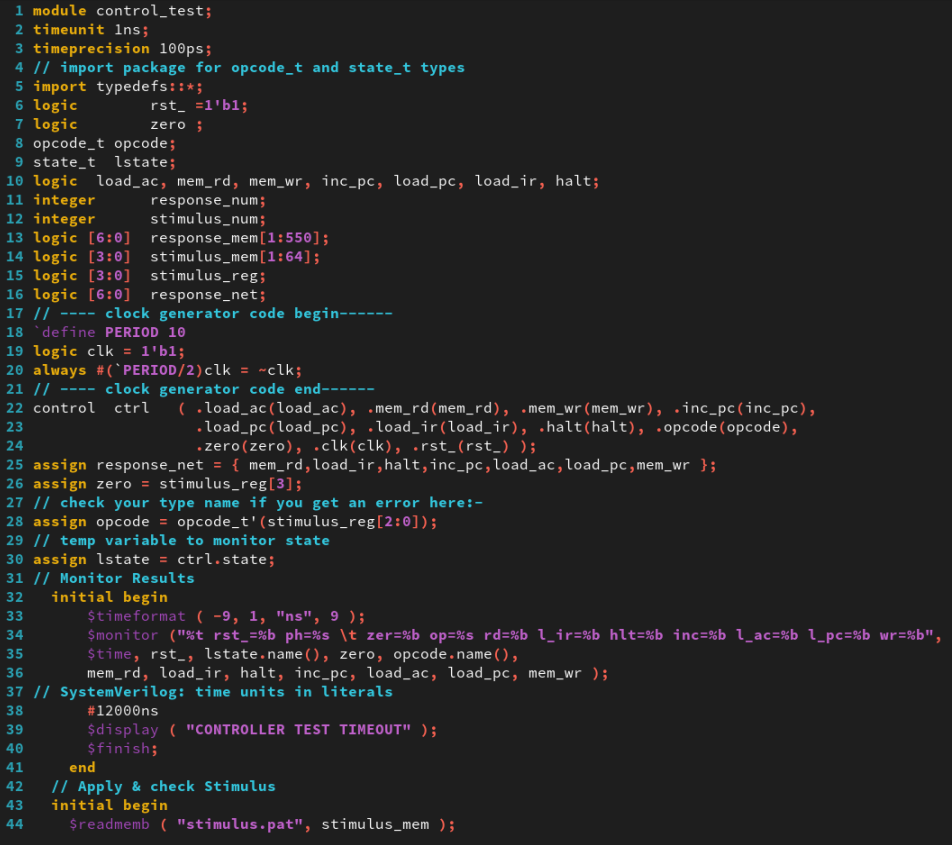 1 module control_test;
2 timeunit 1ns;
3 timeprecision 100ps;
4 // import package for opcode_t and state_t types
5 import typedefs::*;
6 logic        rst_ =1'b1;
7 logic        zero ;
8 opcode_t opcode;
9 state_t  lstate;
10 logic  load_ac, mem_rd, mem_wr, inc_pc, load_pc, load_ir, halt;
11 integer      response_num;
12 integer      stimulus_num;
13 logic [6:0]  response_mem[1:550];
14 logic [3:0]  stimulus_mem[1:64];
15 logic [3:0]  stimulus_reg;
16 logic [6:0]  response_net;
17 // ---- clock generator code begin------
18 `define PERIOD 10
19 logic clk = 1'b1;
20 always #(`PERIOD/2)clk = ~clk;
21 // ---- clock generator code end------
22 control  ctrl   ( .load_ac(load_ac), .mem_rd(mem_rd), .mem_wr(mem_wr), .inc_pc(inc_pc),
23                   .load_pc(load_pc), .load_ir(load_ir), .halt(halt), .opcode(opcode),
24                   .zero(zero), .clk(clk), .rst_(rst_) );
25 assign response_net = { mem_rd,load_ir,halt,inc_pc,load_ac,load_pc,mem_wr };
26 assign zero = stimulus_reg[3];
27 // check your type name if you get an error here:-
28 assign opcode = opcode_t'(stimulus_reg[2:0]);
29 // temp variable to monitor state
30 assign lstate = ctrl.state;
31 // Monitor Results
32   initial begin
33       $timeformat ( -9, 1, "ns", 9 );
34       $monitor ("%t rst_=%b ph=%s \t zer=%b op=%s rd=%b l_ir=%b hlt=%b inc=%b l_ac=%b l_pc=%b wr=%b",
35       $time, rst_, lstate.name(), zero, opcode.name(),
36       mem_rd, load_ir, halt, inc_pc, load_ac, load_pc, mem_wr );
37 // SystemVerilog: time units in literals
38       #12000ns
39       $display ( "CONTROLLER TEST TIMEOUT" );
40       $finish;
41     end
42   // Apply & check Stimulus
43   initial begin
44     $readmemb ( "stimulus.pat", stimulus_mem );